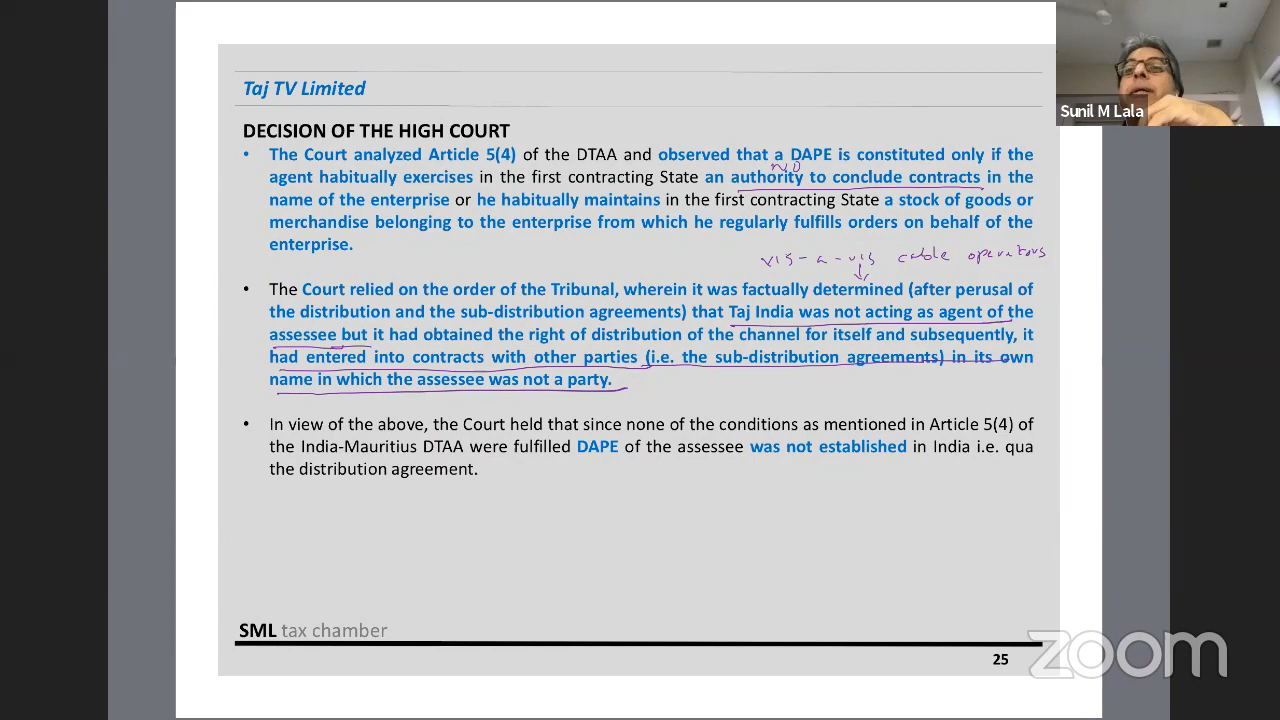 Taj TV Limited
Sunil M Lala
DECISION OF THE HIGH COURT
• The Court analyzed Article 5(4) of the DTAA and observed that a DAPE is constituted only if the
NO
agent habitually exercises in the first contracting State an authority to conclude contracts in the
name of the enterprise or he habitually maintains in the first contracting State a stock of goods or
merchandise belonging to the enterprise from which he regularly fulfills orders on behalf of the
enterprise.
vis-a-vis cable operators
• The Court relied on the order of the Tribunal, wherein it was factually determined (after perusal of
the distribution and the sub-distribution agreements) that Taj India was not acting as agent of the
assessee but it had obtained the right of distribution of the channel for itself and subsequently, it
had entered into contracts with other parties (i.e. the sub-distribution agreements) in its own
name in which the assessee was not a party.
• In view of the above, the Court held that since none of the conditions as mentioned in Article 5(4) of
the India-Mauritius DTAA were fulfilled DAPE of the assessee was not established in India i.e. qua
the distribution agreement.
SML tax chamber
25
zoom